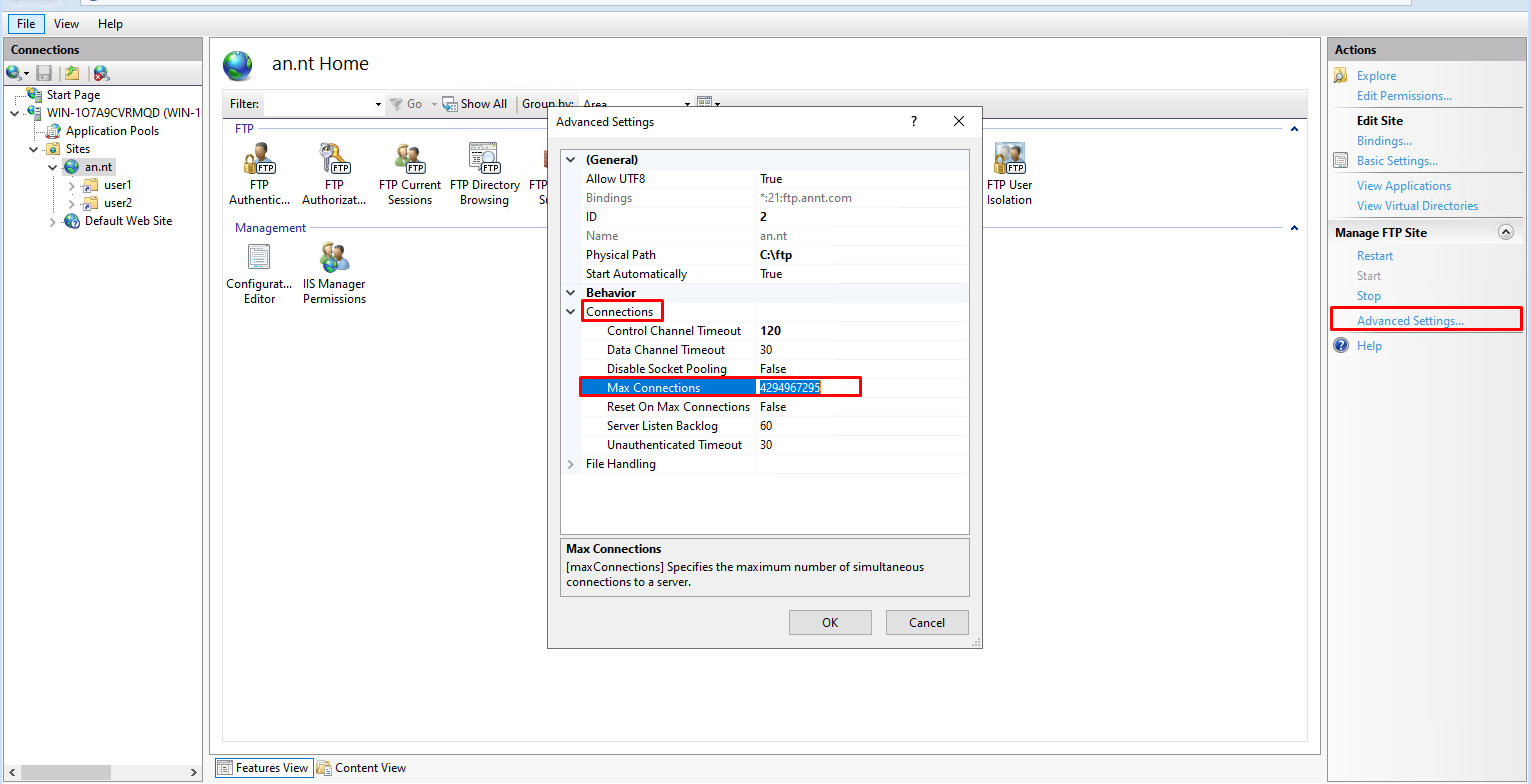 File View Help
Connections
Start Page
WIN-1O7A9CVRMQD (WIN-1
Application Pools
Sites
an.nt
user1
user2
Default Web Site
an.nt Home
Filter: Go Show All Group by: Area
FTP
FTP Authentic...
FTP Authorizat...
FTP Current Sessions
FTP Directory Browsing
FTP User Isolation
Management
Configurat... Editor
IIS Manager Permissions
Features View Content View
Advanced Settings ?
(General)
Allow UTF8 True
Bindings *:21:ftp.annt.com
ID 2
Name an.nt
Physical Path C:\ftp
Start Automatically True
Behavior
Connections
Control Channel Timeout 120
Data Channel Timeout 30
Disable Socket Pooling False
Max Connections 4294967295
Reset On Max Connections False
Server Listen Backlog 60
Unauthenticated Timeout 30
File Handling
Max Connections
[maxConnections] Specifies the maximum number of simultaneous
connections to a server.
OK Cancel
Actions
Explore
Edit Permissions...
Edit Site
Bindings...
Basic Settings...
View Applications
View Virtual Directories
Manage FTP Site
Restart
Start
Stop
Advanced Settings...
Help